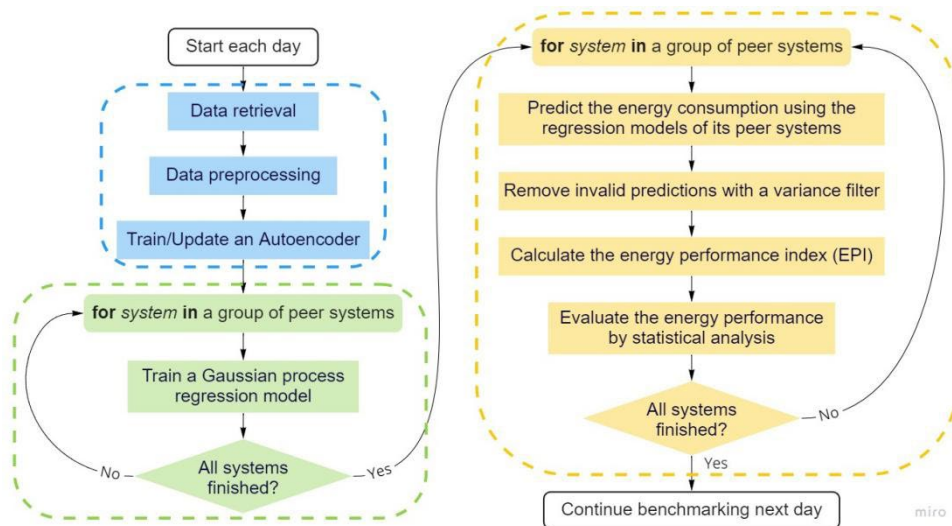 Start each day
Data retrieval
Data preprocessing
Train/Update an Autoencoder
for system in a group of peer systems
Train a Gaussian process
regression model
All systems
finished?
No
Yes
for system in a group of peer systems
Predict the energy consumption using the
regression models of its peer systems
Remove invalid predictions with a variance filter
Calculate the energy performance index (EPI)
Evaluate the energy performance
by statistical analysis
All systems
finished?
No
Yes
Continue benchmarking next day
miro